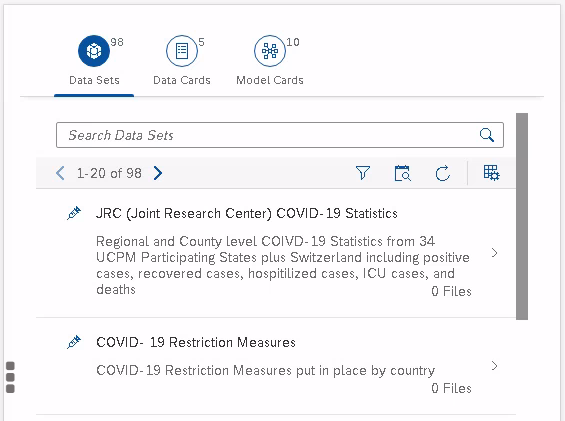 98 5 10
Data Sets Data Cards Model Cards
Search Data Sets
1-20 of 98
JRC (Joint Research Center) COVID-19 Statistics
Regional and County level COIVD-19 Statistics from 34
UCPM Participating States plus Switzerland including positive
cases, recovered cases, hospitilized cases, ICU cases, and
deaths
0 Files
COVID- 19 Restriction Measures
COVID-19 Restriction Measures put in place by country
0 Files